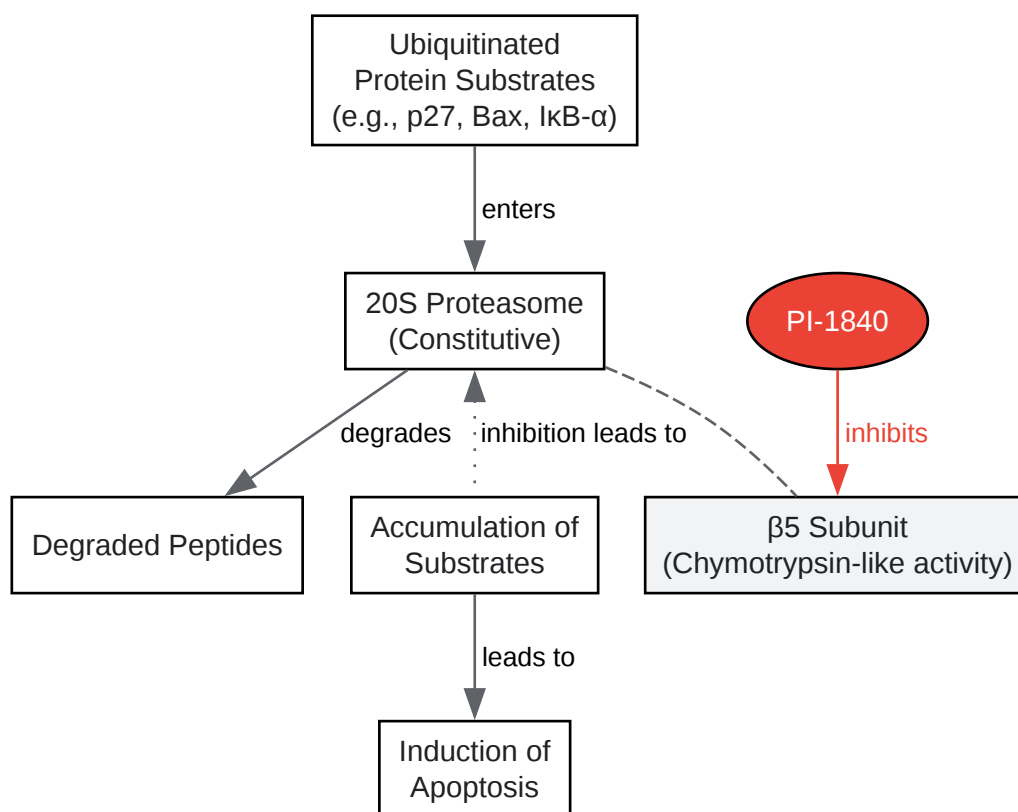 Ubiquitinated
Protein Substrates
(e.g., p27, Bax, IκB-α)
enters
20S Proteasome
(Constitutive)
PI-1840
degrades
inhibition leads to
inhibits
Degraded Peptides
Accumulation of
Substrates
β5 Subunit
(Chymotrypsin-like activity)
leads to
Induction of
Apoptosis